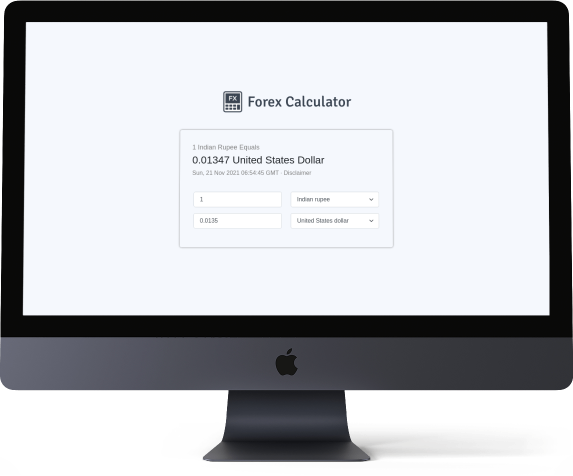 FX
Forex Calculator
1 Indian Rupee Equals
0.01347 United States Dollar
Sun, 21 Nov 2021 06:54:45 GMT · Disclaimer
1 Indian rupee
0.0135 United States dollar